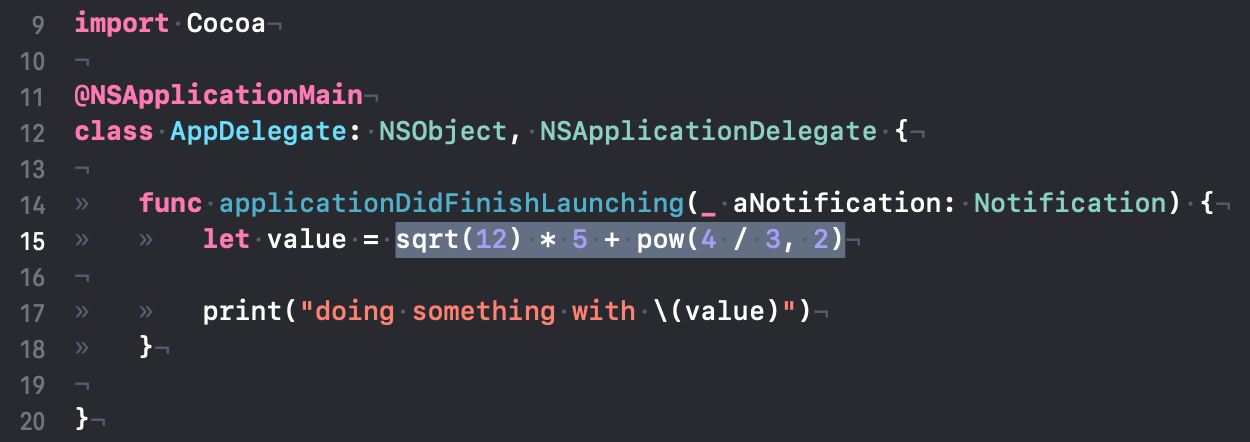 9 import Cocoa
10
11 @NSApplicationMain
12 class AppDelegate: NSObject, NSApplicationDelegate {
13
14 func applicationDidFinishLaunching(_ aNotification: Notification) {
15 let value = sqrt(12) * 5 + pow(4 / 3, 2)
16
17 print("doing something with \(value)")
18 }
19
20 }